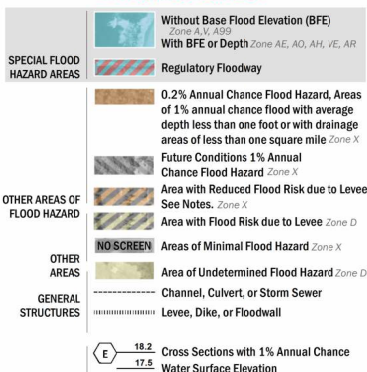 Without Base Flood Elevation (BFE)
Zone A,V, A99
With BFE or Depth Zone AE, AO, AH, VE, AR
SPECIAL FLOOD
HAZARD AREAS
Regulatory Floodway
0.2% Annual Chance Flood Hazard, Areas
of 1% annual chance flood with average
depth less than one foot or with drainage
areas of less than one square mile Zone X
Future Conditions 1% Annual
Chance Flood Hazard Zone X
OTHER AREAS OF
FLOOD HAZARD
Area with Reduced Flood Risk due to Levee
See Notes. Zone X
Area with Flood Risk due to Levee Zone D
NO SCREEN Areas of Minimal Flood Hazard Zone X
OTHER
AREAS
Area of Undetermined Flood Hazard Zone D
GENERAL
STRUCTURES
Channel, Culvert, or Storm Sewer
Levee, Dike, or Floodwall
E 18.2 Cross Sections with 1% Annual Chance
17.5 Water Surface Elevation